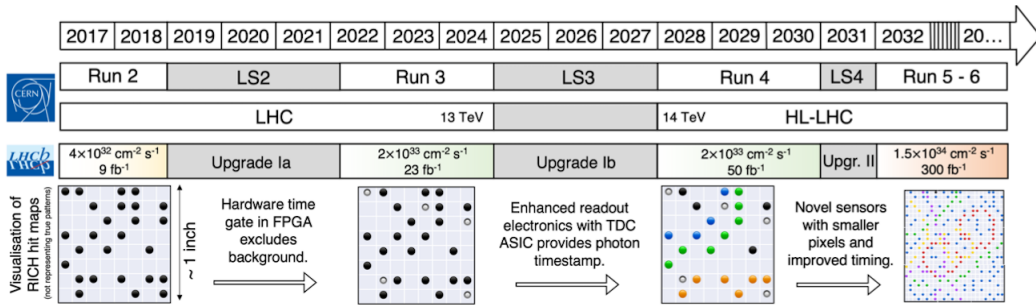 2017 2018 2019 2020 2021 2022 2023 2024 2025 2026 2027 2028 2029 2030 2031 2032 20...
CERN
Run 2 LS2 Run 3 LS3 Run 4 LS4 Run 5 - 6
LHC 13 TeV 14 TeV HL-LHC
LHCb
4×10³² cm⁻² s⁻¹
9 fb⁻¹
Upgrade Ia
2×10³³ cm⁻² s⁻¹
23 fb⁻¹
Upgrade Ib
2×10³³ cm⁻² s⁻¹
50 fb⁻¹
Upgr. II
1.5×10³⁴ cm⁻² s⁻¹
300 fb⁻¹
Visualisation of
RICH hit maps
(not representing true patterns)
~ 1 inch
Hardware time
gate in FPGA
excludes
background.
Enhanced readout
electronics with TDC
ASIC provides photon
timestamp.
Novel sensors
with smaller
pixels and
improved timing.